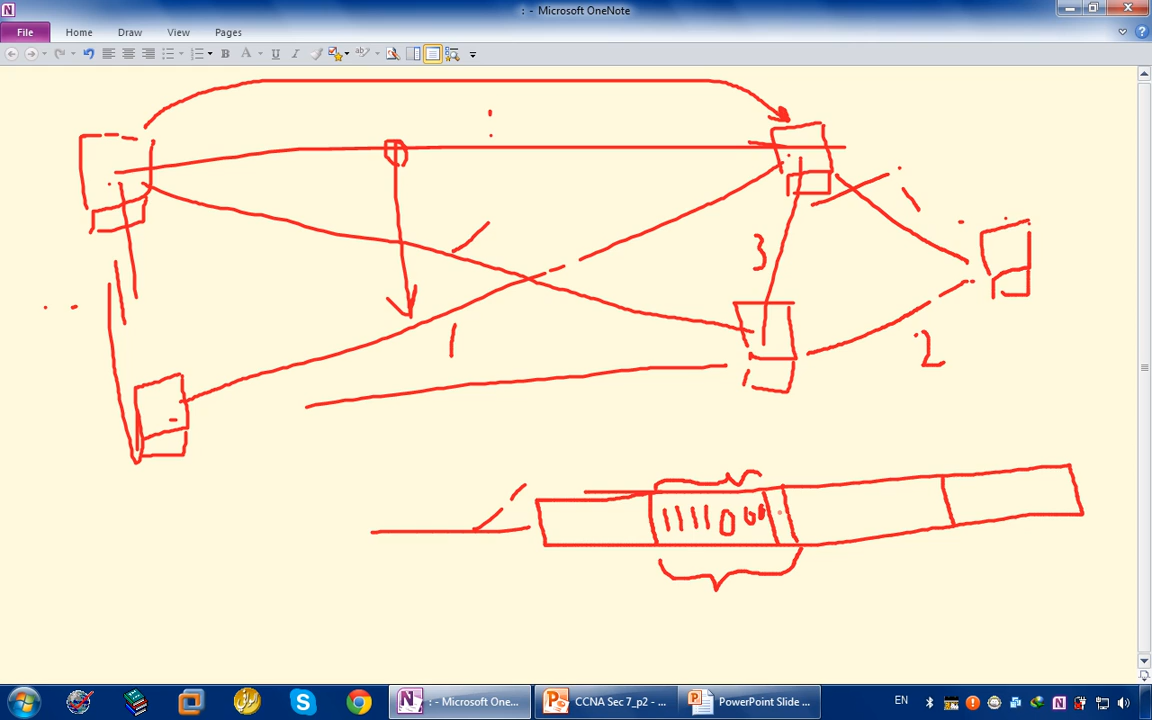 : - Microsoft OneNote
File Home Draw View Pages
B A U I ab
:
3
1
2
1111000
EN
: - Microsoft One...
CCNA Sec 7_p2 - ...
PowerPoint Slide ...